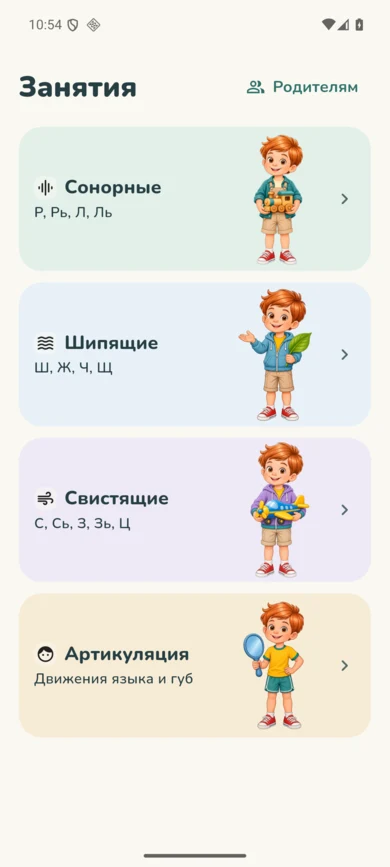 10:54
Занятия
Родителям
Сонорные
Р, Рь, Л, Ль
Шипящие
Ш, Ж, Ч, Щ
Свистящие
С, Сь, З, Зь, Ц
Артикуляция
Движения языка и губ